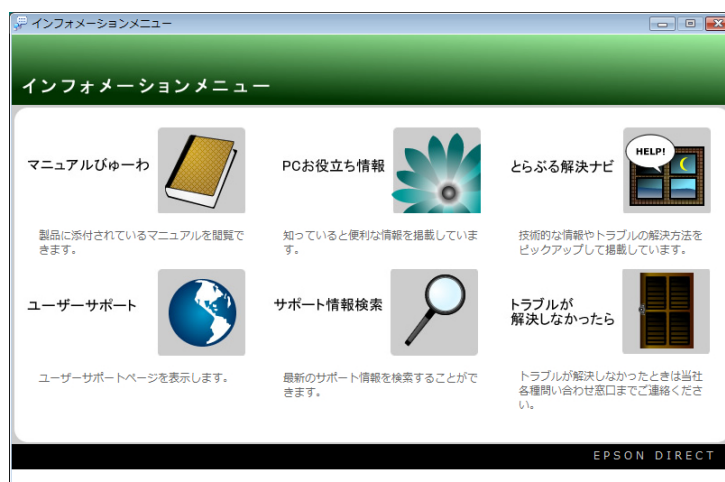 インフォメーションメニュー
インフォメーションメニュー
マニュアルびゅーわ
製品に添付されているマニュアルを閲覧で
きます。
PCお役立ち情報
知っていると便利な情報を掲載していま
す。
HELP!
とらぶる解決ナビ
技術的な情報やトラブルの解決方法を
ピックアップして掲載しています。
ユーザーサポート
ユーザーサポートページを表示します。
サポート情報検索
最新のサポート情報を検索することがで
きます。
トラブルが
解決しなかったら
トラブルが解決しなかったときは当社
各種問い合わせ窓口までご連絡くださ
い。
EPSON DIRECT